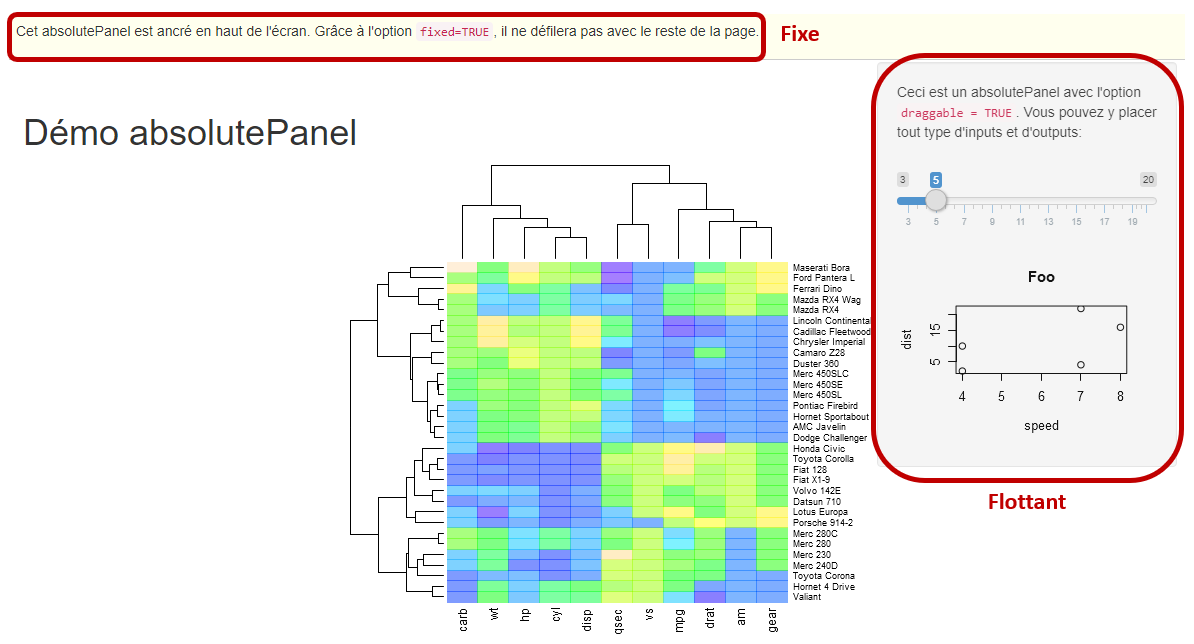 Cet absolutePanel est ancré en haut de l'écran. Grâce à l'option fixed=TRUE, il ne défilera pas avec le reste de la page.
Fixe
Démo absolutePanel
Ceci est un absolutePanel avec l'option
draggable = TRUE. Vous pouvez y placer
tout type d'inputs et d'outputs:
3 5 20
3 5 7 9 11 13 15 17 19
Foo
dist
15
5
4 5 6 7 8
speed
Flottant
Maserati Bora
Ford Pantera L
Ferrari Dino
Mazda RX4 Wag
Mazda RX4
Lincoln Continental
Cadillac Fleetwood
Chrysler Imperial
Camaro Z28
Duster 360
Merc 450SLC
Merc 450SE
Merc 450SL
Pontiac Firebird
Hornet Sportabout
AMC Javelin
Dodge Challenger
Honda Civic
Toyota Corolla
Fiat 128
Fiat X1-9
Volvo 142E
Datsun 710
Lotus Europa
Porsche 914-2
Merc 280C
Merc 280
Merc 230
Merc 240D
Toyota Corona
Hornet 4 Drive
Valiant
carb wt hp cyl disp qsec vs mpg drat am gear